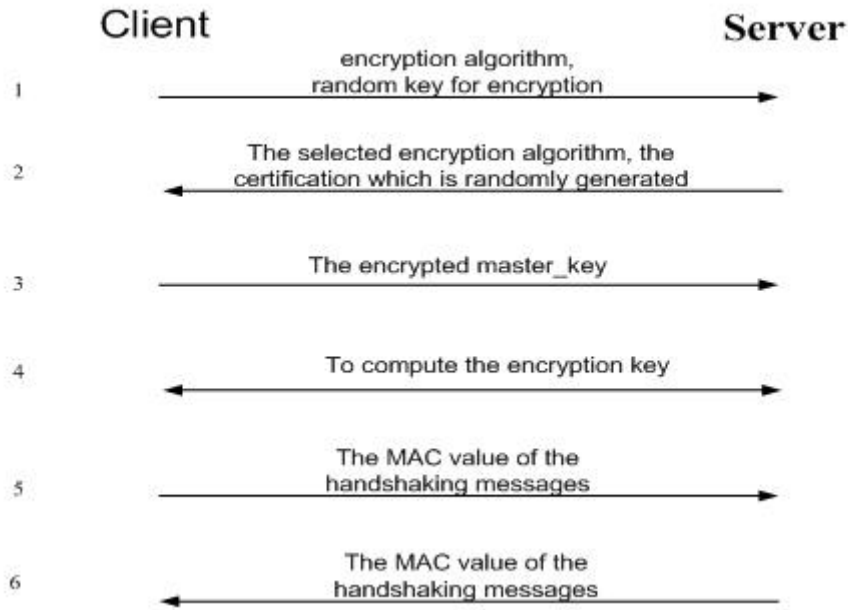 Client
Server
1
encryption algorithm,
random key for encryption
2
The selected encryption algorithm, the
certification which is randomly generated
3
The encrypted master_key
4
To compute the encryption key
5
The MAC value of the
handshaking messages
6
The MAC value of the
handshaking messages